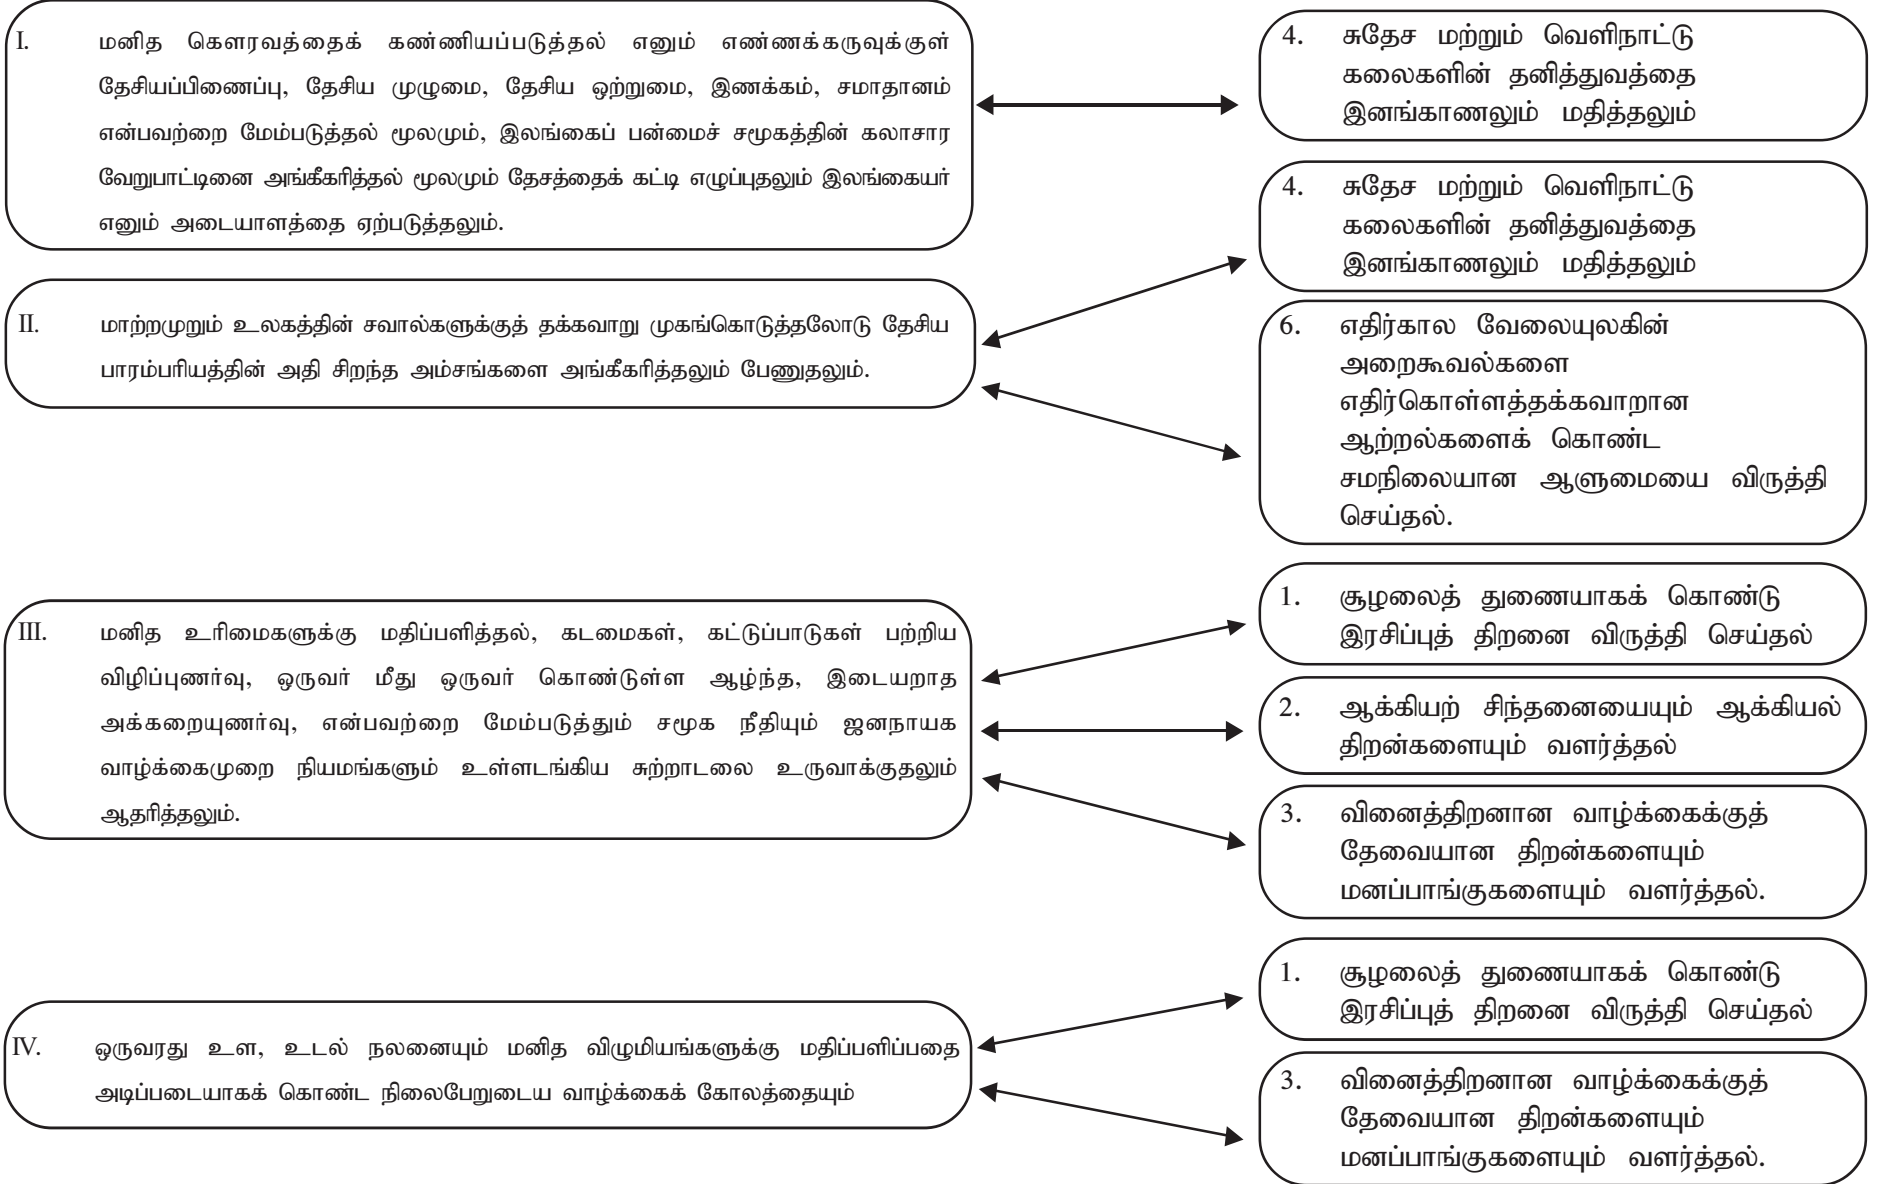 I. மனித கௌரவத்தைக் கண்ணியப்படுத்தல் எனும் எண்ணக்கருவுக்குள்
தேசியப்பிணைப்பு, தேசிய முழுமை, தேசிய ஒற்றுமை, இணக்கம், சமாதானம்
என்பவற்றை மேம்படுத்தல் மூலமும், இலங்கைப் பன்மைச் சமூகத்தின் கலாசார
வேறுபாட்டினை அங்கீகரித்தல் மூலமும் தேசத்தைக் கட்டி எழுப்புதலும் இலங்கையர்
எனும் அடையாளத்தை ஏற்படுத்தலும்.
4. சுதேச மற்றும் வெளிநாட்டு
கலைகளின் தனித்துவத்தை
இனங்காணலும் மதித்தலும்
II. மாற்றமுறும் உலகத்தின் சவால்களுக்குத் தக்கவாறு முகங்கொடுத்தலோடு தேசிய
பாரம்பரியத்தின் அதி சிறந்த அம்சங்களை அங்கீகரித்தலும் பேணுதலும்.
4. சுதேச மற்றும் வெளிநாட்டு
கலைகளின் தனித்துவத்தை
இனங்காணலும் மதித்தலும்
6. எதிர்கால வேலையுலகின்
அறைகூவல்களை
எதிர்கொள்ளத்தக்கவாறான
ஆற்றல்களைக் கொண்ட
சமநிலையான ஆளுமையை விருத்தி
செய்தல்.
III. மனித உரிமைகளுக்கு மதிப்பளித்தல், கடமைகள், கட்டுப்பாடுகள் பற்றிய
விழிப்புணர்வு, ஒருவர் மீது ஒருவர் கொண்டுள்ள ஆழ்ந்த, இடையறாத
அக்கறையுணர்வு, என்பவற்றை மேம்படுத்தும் சமூக நீதியும் ஜனநாயக
வாழ்க்கைமுறை நியமங்களும் உள்ளடங்கிய சுற்றாடலை உருவாக்குதலும்
ஆதரித்தலும்.
1. சூழலைத் துணையாகக் கொண்டு
இரசிப்புத் திறனை விருத்தி செய்தல்
2. ஆக்கியற் சிந்தனையையும் ஆக்கியல்
திறன்களையும் வளர்த்தல்
3. வினைத்திறனான வாழ்க்கைக்குத்
தேவையான திறன்களையும்
மனப்பாங்குகளையும் வளர்த்தல்.
IV. ஒருவரது உள, உடல் நலனையும் மனித விழுமியங்களுக்கு மதிப்பளிப்பதை
அடிப்படையாகக் கொண்ட நிலைபேறுடைய வாழ்க்கைக் கோலத்தையும்
1. சூழலைத் துணையாகக் கொண்டு
இரசிப்புத் திறனை விருத்தி செய்தல்
3. வினைத்திறனான வாழ்க்கைக்குத்
தேவையான திறன்களையும்
மனப்பாங்குகளையும் வளர்த்தல்.